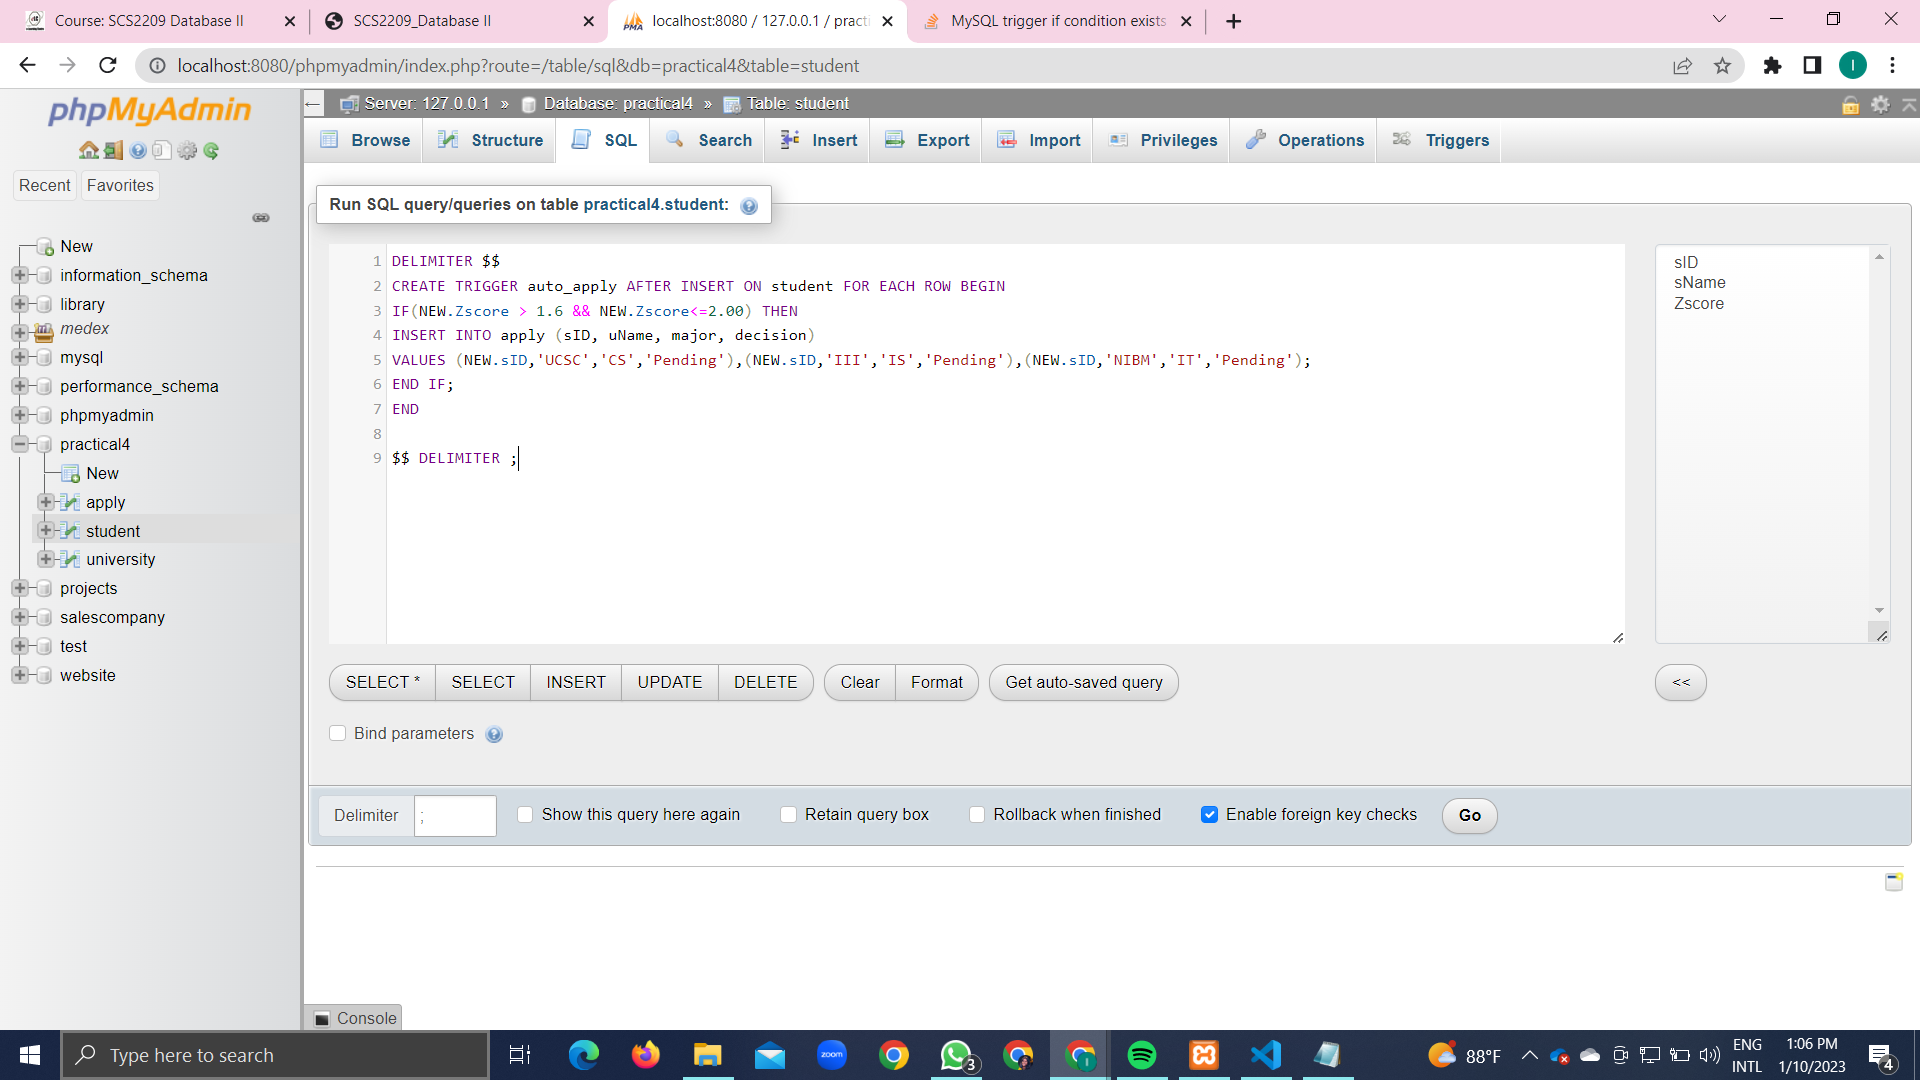 Course: SCS2209 Database II
SCS2209_Database II
localhost:8080 / 127.0.0.1 / practi
MySQL trigger if condition exists
localhost:8080/phpmyadmin/index.php?route=/table/sql&db=practical4&table=student
I
phpMyAdmin
Recent
Favorites
New
information_schema
library
medex
mysql
performance_schema
phpmyadmin
practical4
New
apply
student
university
projects
salescompany
test
website
Server: 127.0.0.1 » Database: practical4 » Table: student
Browse
Structure
SQL
Search
Insert
Export
Import
Privileges
Operations
Triggers
Run SQL query/queries on table practical4.student:
1 DELIMITER $$
2 CREATE TRIGGER auto_apply AFTER INSERT ON student FOR EACH ROW BEGIN
3 IF(NEW.Zscore > 1.6 && NEW.Zscore<=2.00) THEN
4 INSERT INTO apply (sID, uName, major, decision)
5 VALUES (NEW.sID,'UCSC','CS','Pending'),(NEW.sID,'III','IS','Pending'),(NEW.sID,'NIBM','IT','Pending');
6 END IF;
7 END
8
9 $$ DELIMITER ;
sID
sName
Zscore
SELECT *
SELECT
INSERT
UPDATE
DELETE
Clear
Format
Get auto-saved query
<<
Bind parameters
Delimiter
;
Show this query here again
Retain query box
Rollback when finished
Enable foreign key checks
Go
Console
Type here to search
zoom
3
88°F
ENG
INTL
1:06 PM
1/10/2023
4